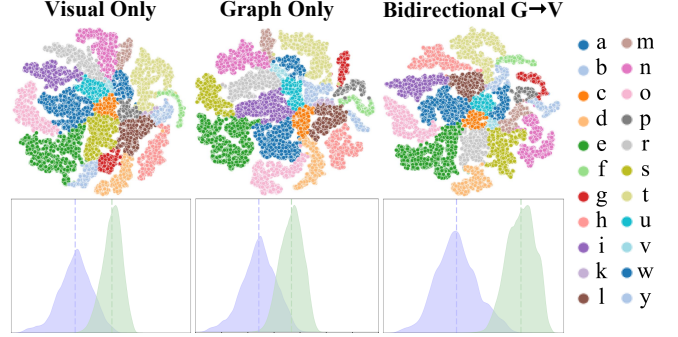 Visual Only Graph Only Bidirectional G→V
a m
b n
c o
d p
e r
f s
g t
h u
i v
k w
l y